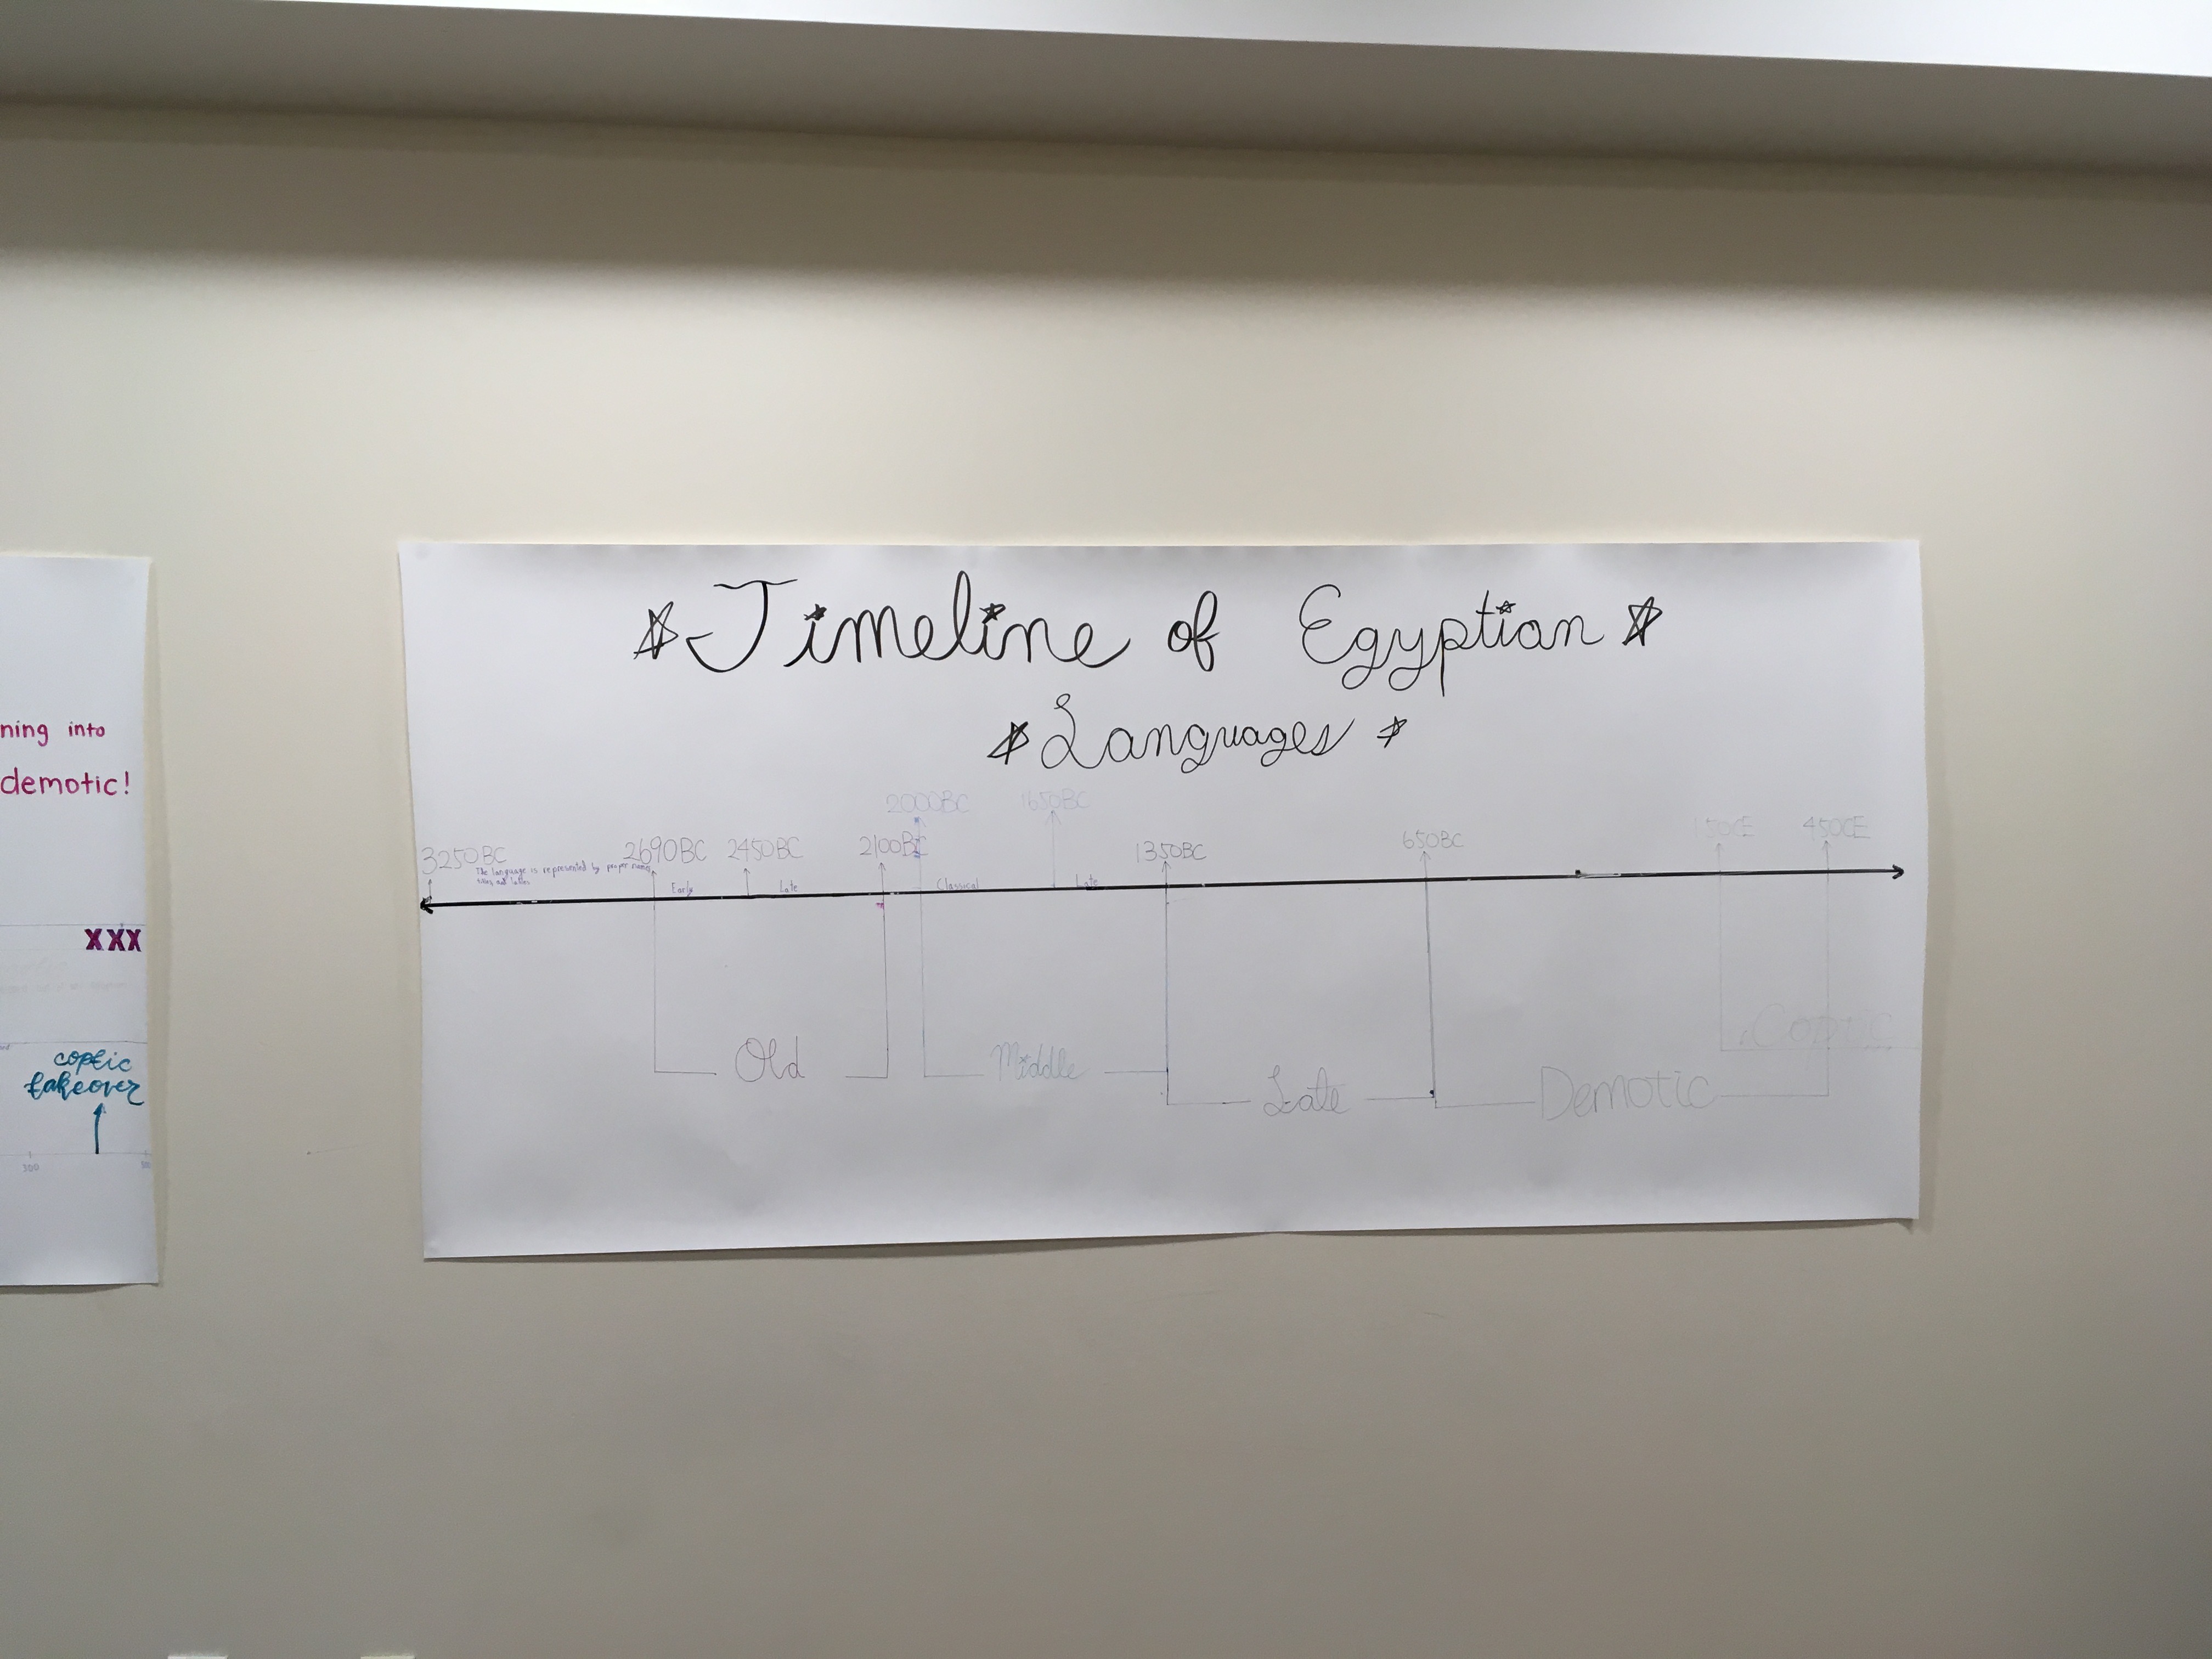 ning into
demotic!
XXX
coptic
takeover
300
Timeline of Egyptian
Languages
2000BC 1650BC
3250BC 2690BC 2450BC 2100BC 1350BC 650BC 150CE 450CE
The language is represented by proper names
titles and
Early Late Classical Late
Coptic
Old Middle Late Demotic